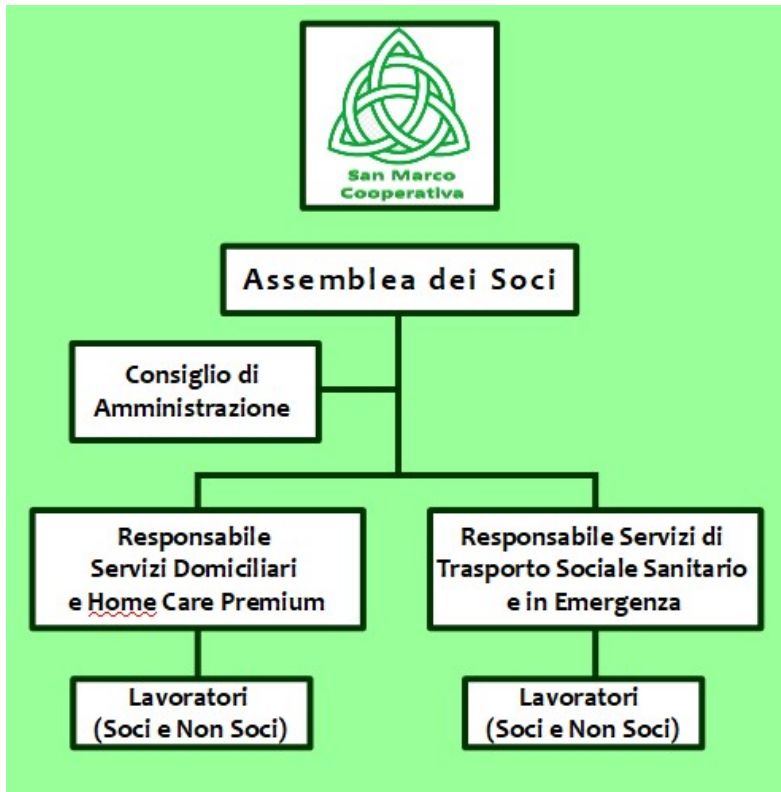 San Marco
Cooperativa
Assemblea dei Soci
Consiglio di
Amministrazione
Responsabile
Servizi Domiciliari
e Home Care Premium
Responsabile Servizi di
Trasporto Sociale Sanitario
e in Emergenza
Lavoratori
(Soci e Non Soci)
Lavoratori
(Soci e Non Soci)